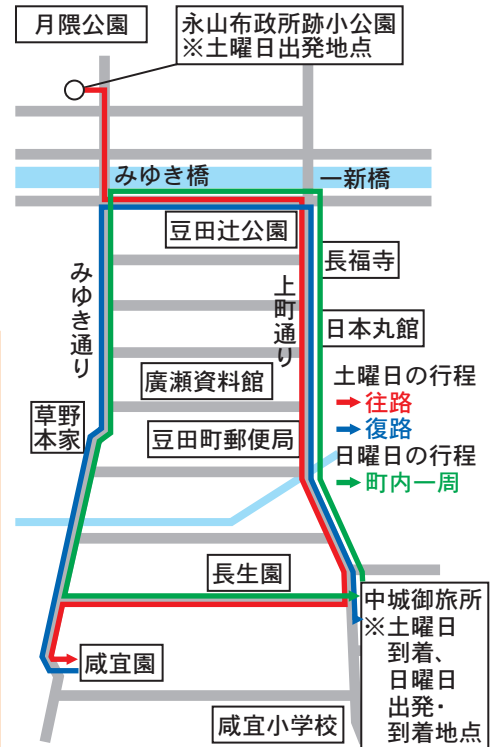 月隈公園
永山布政所跡小公園
※土曜日出発地点
みゆき橋
一新橋
豆田辻公園
長福寺
みゆき通り
上町通り
日本丸館
廣瀬資料館
土曜日の行程
→往路
→復路
日曜日の行程
→町内一周
草野
本家
豆田町郵便局
長生園
中城御旅所
※土曜日
到着、
日曜日
出発・
到着地点
咸宜園
咸宜小学校